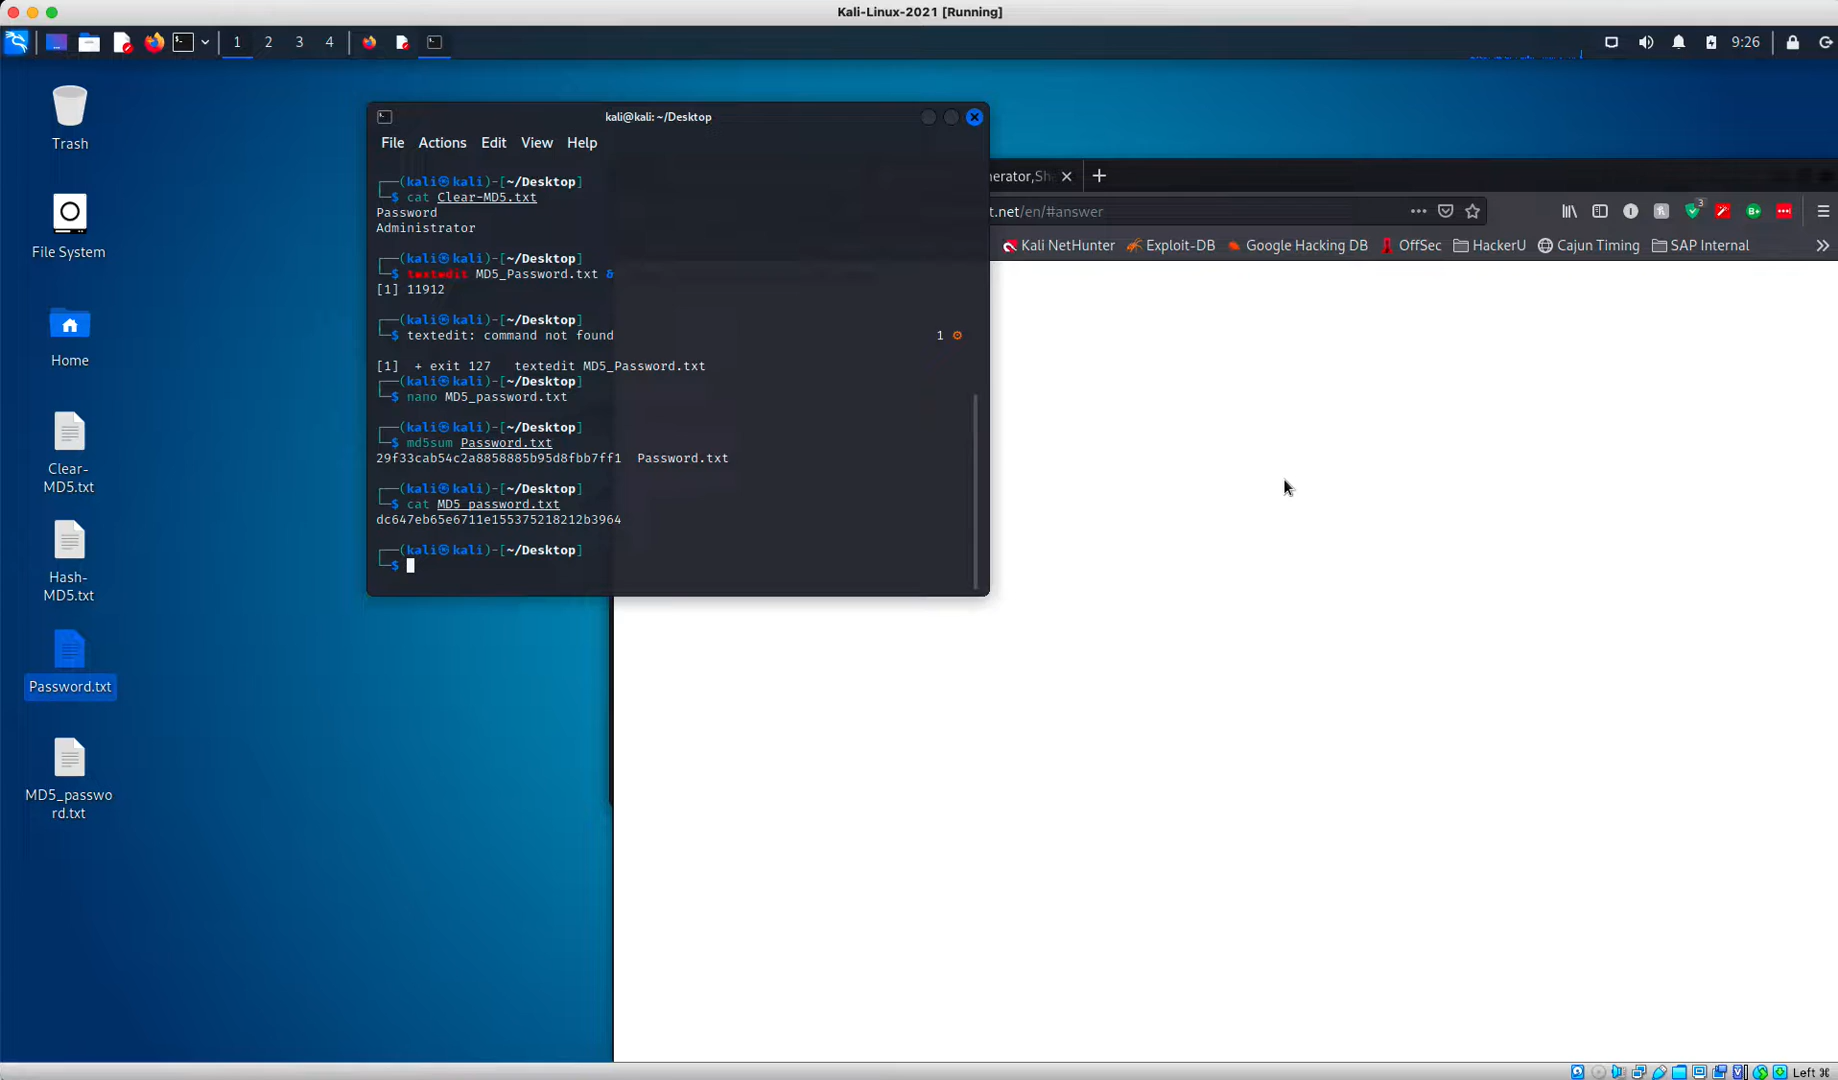 Kali-Linux-2021 [Running]
1 2 3 4
9:26
Trash
File System
Home
Clear-
MD5.txt
Hash-
MD5.txt
Password.txt
MD5_passwo
rd.txt
kali@kali: ~/Desktop
File Actions Edit View Help
┌──(kali㉿kali)-[~/Desktop]
└─$ cat Clear-MD5.txt
Password
Administrator
┌──(kali㉿kali)-[~/Desktop]
└─$ textedit MD5_Password.txt &
[1] 11912
┌──(kali㉿kali)-[~/Desktop]
└─$ textedit: command not found 1 ⚙
[1]  + exit 127   textedit MD5_Password.txt
┌──(kali㉿kali)-[~/Desktop]
└─$ nano MD5_password.txt
┌──(kali㉿kali)-[~/Desktop]
└─$ md5sum Password.txt
29f33cab54c2a8858885b95d8fbb7ff1  Password.txt
┌──(kali㉿kali)-[~/Desktop]
└─$ cat MD5_password.txt
dc647eb65e6711e155375218212b3964
┌──(kali㉿kali)-[~/Desktop]
└─$
nerator,Sh
t.net/en/#answer
3
Kali NetHunter Exploit-DB Google Hacking DB OffSec HackerU Cajun Timing SAP Internal
Left ⌘